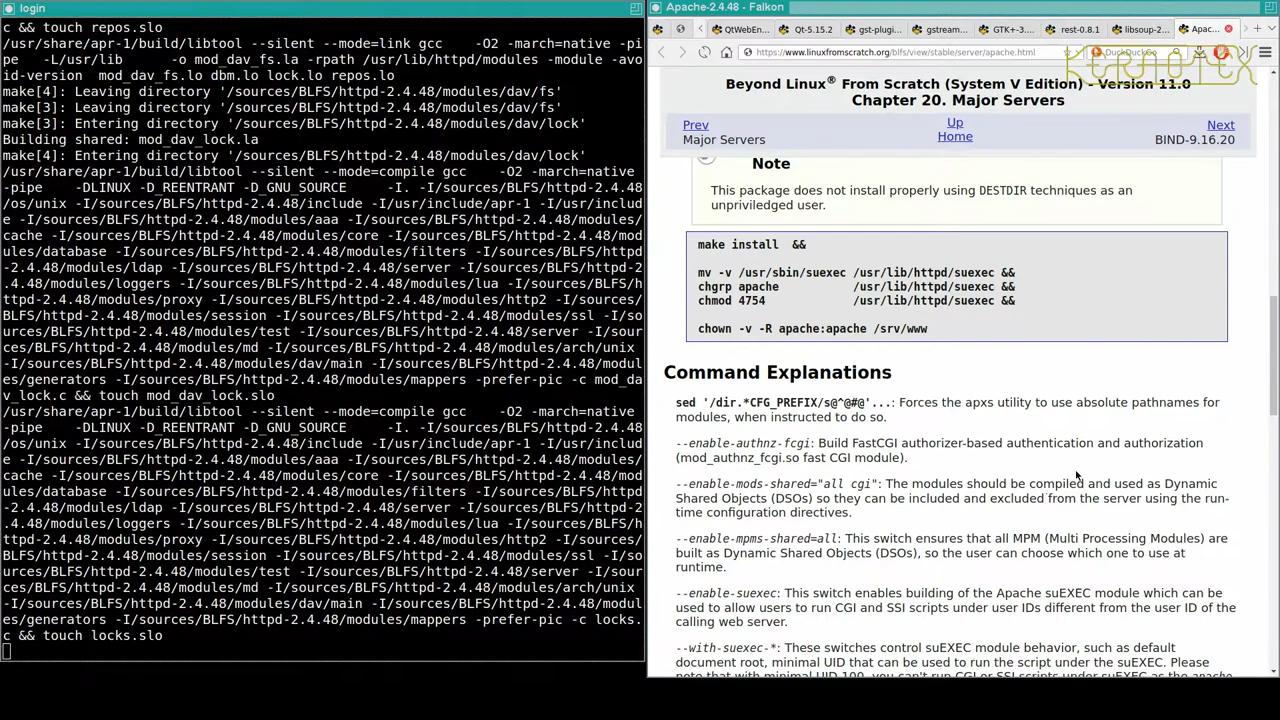 login
c && touch repos.slo
/usr/share/apr-1/build/libtool --silent --mode=link gcc    -O2 -march=native -pi
pe   -L/usr/lib    -o mod_dav_fs.la -rpath /usr/lib/httpd/modules -module -avo
id-version  mod_dav_fs.lo dbm.lo lock.lo repos.lo
make[4]: Leaving directory '/sources/BLFS/httpd-2.4.48/modules/dav/fs'
make[3]: Leaving directory '/sources/BLFS/httpd-2.4.48/modules/dav/fs'
make[3]: Entering directory '/sources/BLFS/httpd-2.4.48/modules/dav/lock'
Building shared: mod_dav_lock.la
make[4]: Entering directory '/sources/BLFS/httpd-2.4.48/modules/dav/lock'
/usr/share/apr-1/build/libtool --silent --mode=compile gcc    -O2 -march=native
-pipe    -DLINUX -D_REENTRANT -D_GNU_SOURCE     -I. -I/sources/BLFS/httpd-2.4.48
/os/unix -I/sources/BLFS/httpd-2.4.48/include -I/usr/include/apr-1 -I/usr/includ
e -I/sources/BLFS/httpd-2.4.48/modules/aaa -I/sources/BLFS/httpd-2.4.48/modules/
cache -I/sources/BLFS/httpd-2.4.48/modules/core -I/sources/BLFS/httpd-2.4.48/mod
ules/database -I/sources/BLFS/httpd-2.4.48/modules/filters -I/sources/BLFS/httpd
-2.4.48/modules/ldap -I/sources/BLFS/httpd-2.4.48/server -I/sources/BLFS/httpd-2
.4.48/modules/loggers -I/sources/BLFS/httpd-2.4.48/modules/lua -I/sources/BLFS/h
ttpd-2.4.48/modules/proxy -I/sources/BLFS/httpd-2.4.48/modules/http2 -I/sources/
BLFS/httpd-2.4.48/modules/session -I/sources/BLFS/httpd-2.4.48/modules/ssl -I/so
urces/BLFS/httpd-2.4.48/modules/test -I/sources/BLFS/httpd-2.4.48/server -I/sour
ces/BLFS/httpd-2.4.48/modules/md -I/sources/BLFS/httpd-2.4.48/modules/arch/unix
-I/sources/BLFS/httpd-2.4.48/modules/dav/main -I/sources/BLFS/httpd-2.4.48/modul
es/generators -I/sources/BLFS/httpd-2.4.48/modules/mappers -prefer-pic -c mod_da
v_lock.c && touch mod_dav_lock.slo
/usr/share/apr-1/build/libtool --silent --mode=compile gcc    -O2 -march=native
-pipe    -DLINUX -D_REENTRANT -D_GNU_SOURCE     -I. -I/sources/BLFS/httpd-2.4.48
/os/unix -I/sources/BLFS/httpd-2.4.48/include -I/usr/include/apr-1 -I/usr/includ
e -I/sources/BLFS/httpd-2.4.48/modules/aaa -I/sources/BLFS/httpd-2.4.48/modules/
cache -I/sources/BLFS/httpd-2.4.48/modules/core -I/sources/BLFS/httpd-2.4.48/mod
ules/database -I/sources/BLFS/httpd-2.4.48/modules/filters -I/sources/BLFS/httpd
-2.4.48/modules/ldap -I/sources/BLFS/httpd-2.4.48/server -I/sources/BLFS/httpd-2
.4.48/modules/loggers -I/sources/BLFS/httpd-2.4.48/modules/lua -I/sources/BLFS/h
ttpd-2.4.48/modules/proxy -I/sources/BLFS/httpd-2.4.48/modules/http2 -I/sources/
BLFS/httpd-2.4.48/modules/session -I/sources/BLFS/httpd-2.4.48/modules/ssl -I/so
urces/BLFS/httpd-2.4.48/modules/test -I/sources/BLFS/httpd-2.4.48/server -I/sour
ces/BLFS/httpd-2.4.48/modules/md -I/sources/BLFS/httpd-2.4.48/modules/arch/unix
-I/sources/BLFS/httpd-2.4.48/modules/dav/main -I/sources/BLFS/httpd-2.4.48/modul
es/generators -I/sources/BLFS/httpd-2.4.48/modules/mappers -prefer-pic -c locks.
c && touch locks.slo
Apache-2.4.48 - Falkon
QtWebEn... Qt-5.15.2 gst-plugi... gstream... GTK+-3.... rest-0.8.1 libsoup-2... Apac...
https://www.linuxfromscratch.org/blfs/view/stable/server/apache.html DuckDuckGo
KERNOTEX
Beyond Linux® From Scratch (System V Edition) - Version 11.0
Chapter 20. Major Servers
Prev Up Next
Major Servers Home BIND-9.16.20
Note
This package does not install properly using DESTDIR techniques as an
unpriviledged user.
make install  &&
mv -v /usr/sbin/suexec /usr/lib/httpd/suexec &&
chgrp apache           /usr/lib/httpd/suexec &&
chmod 4754             /usr/lib/httpd/suexec &&
chown -v -R apache:apache /srv/www
Command Explanations
sed '/dir.*CFG_PREFIX/s@^@#@'...: Forces the apxs utility to use absolute pathnames for
modules, when instructed to do so.
--enable-authnz-fcgi: Build FastCGI authorizer-based authentication and authorization
(mod_authnz_fcgi.so fast CGI module).
--enable-mods-shared="all cgi": The modules should be compiled and used as Dynamic
Shared Objects (DSOs) so they can be included and excluded from the server using the run-
time configuration directives.
--enable-mpms-shared=all: This switch ensures that all MPM (Multi Processing Modules) are
built as Dynamic Shared Objects (DSOs), so the user can choose which one to use at
runtime.
--enable-suexec: This switch enables building of the Apache suEXEC module which can be
used to allow users to run CGI and SSI scripts under user IDs different from the user ID of the
calling web server.
--with-suexec-*: These switches control suEXEC module behavior, such as default
document root, minimal UID that can be used to run the script under the suEXEC. Please
note that with minimal UID 100, you can't run CGI or SSI scripts under suEXEC as the apache